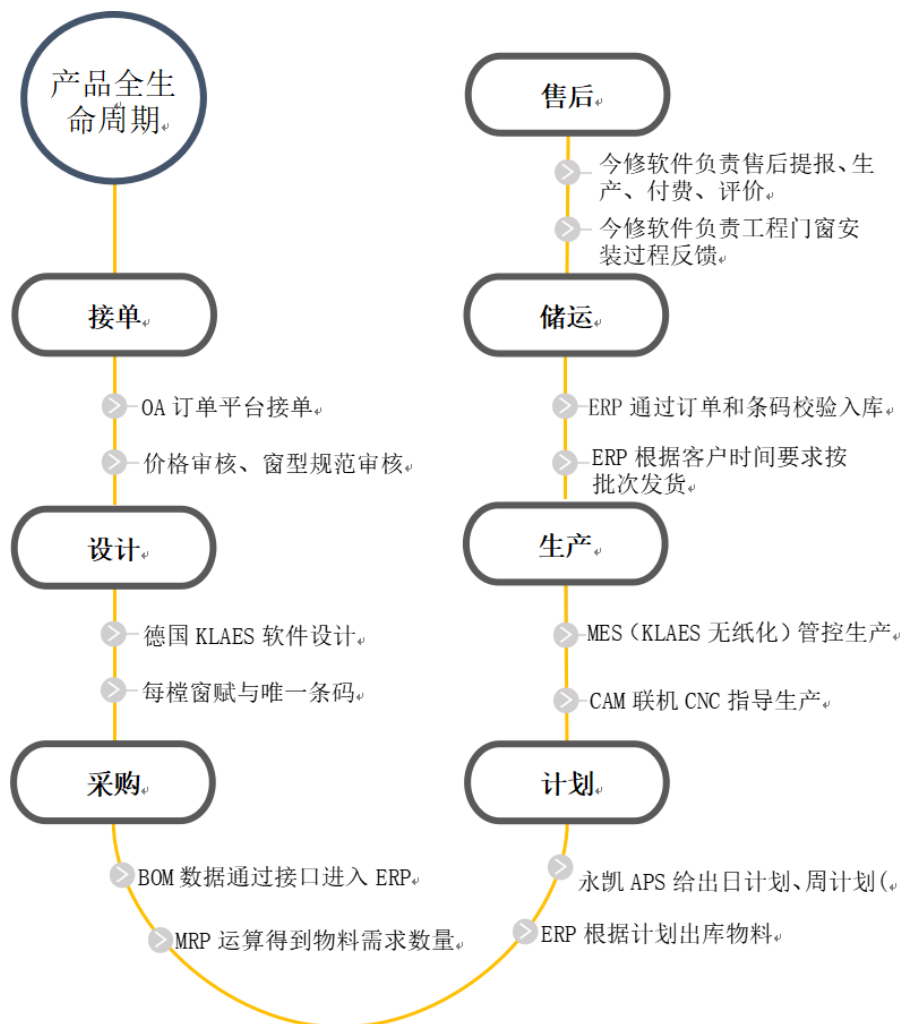 产品全生
命周期
接单
OA 订单平台接单
价格审核、窗型规范审核
设计
德国 KLAES 软件设计
每樘窗赋与唯一条码
采购
BOM 数据通过接口进入 ERP
MRP 运算得到物料需求数量
售后
今修软件负责售后提报、生
产、付费、评价
今修软件负责工程门窗安
装过程反馈
储运
ERP 通过订单和条码校验入库
ERP 根据客户时间要求按
批次发货
生产
MES（KLAES 无纸化）管控生产
CAM 联机 CNC 指导生产
计划
永凯 APS 给出日计划、周计划(
ERP 根据计划出库物料